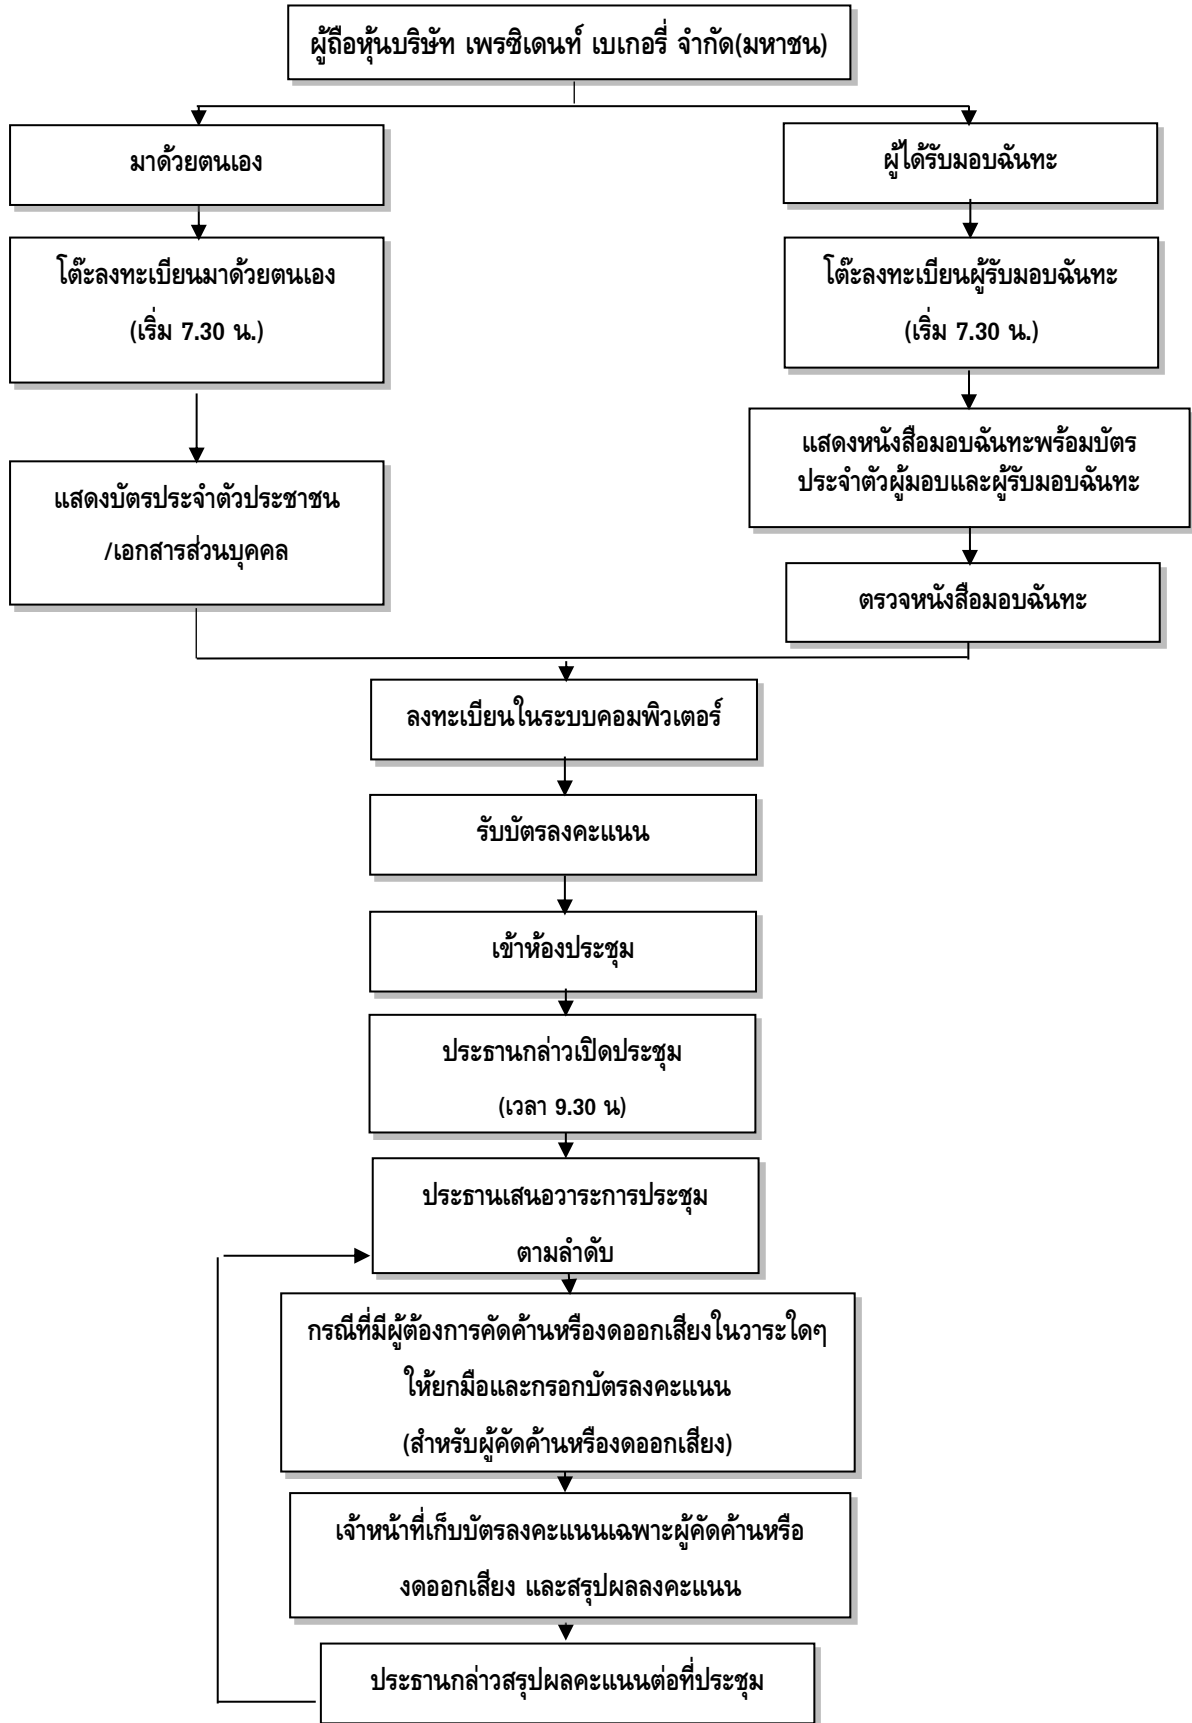 ผู้ถือหุ้นบริษัท เพรซิเดนท์ เบเกอรี่ จำกัด(มหาชน)
มาด้วยตนเอง
ผู้ได้รับมอบฉันทะ
โต๊ะลงทะเบียนมาด้วยตนเอง
(เริ่ม 7.30 น.)
โต๊ะลงทะเบียนผู้รับมอบฉันทะ
(เริ่ม 7.30 น.)
แสดงบัตรประจำตัวประชาชน
/เอกสารส่วนบุคคล
แสดงหนังสือมอบฉันทะพร้อมบัตร
ประจำตัวผู้มอบและผู้รับมอบฉันทะ
ตรวจหนังสือมอบฉันทะ
ลงทะเบียนในระบบคอมพิวเตอร์
รับบัตรลงคะแนน
เข้าห้องประชุม
ประธานกล่าวเปิดประชุม
(เวลา 9.30 น)
ประธานเสนอวาระการประชุม
ตามลำดับ
กรณีที่มีผู้ต้องการคัดค้านหรืองดออกเสียงในวาระใดๆ
ให้ยกมือและกรอกบัตรลงคะแนน
(สำหรับผู้คัดค้านหรืองดออกเสียง)
เจ้าหน้าที่เก็บบัตรลงคะแนนเฉพาะผู้คัดค้านหรือ
งดออกเสียง และสรุปผลลงคะแนน
ประธานกล่าวสรุปผลคะแนนต่อที่ประชุม